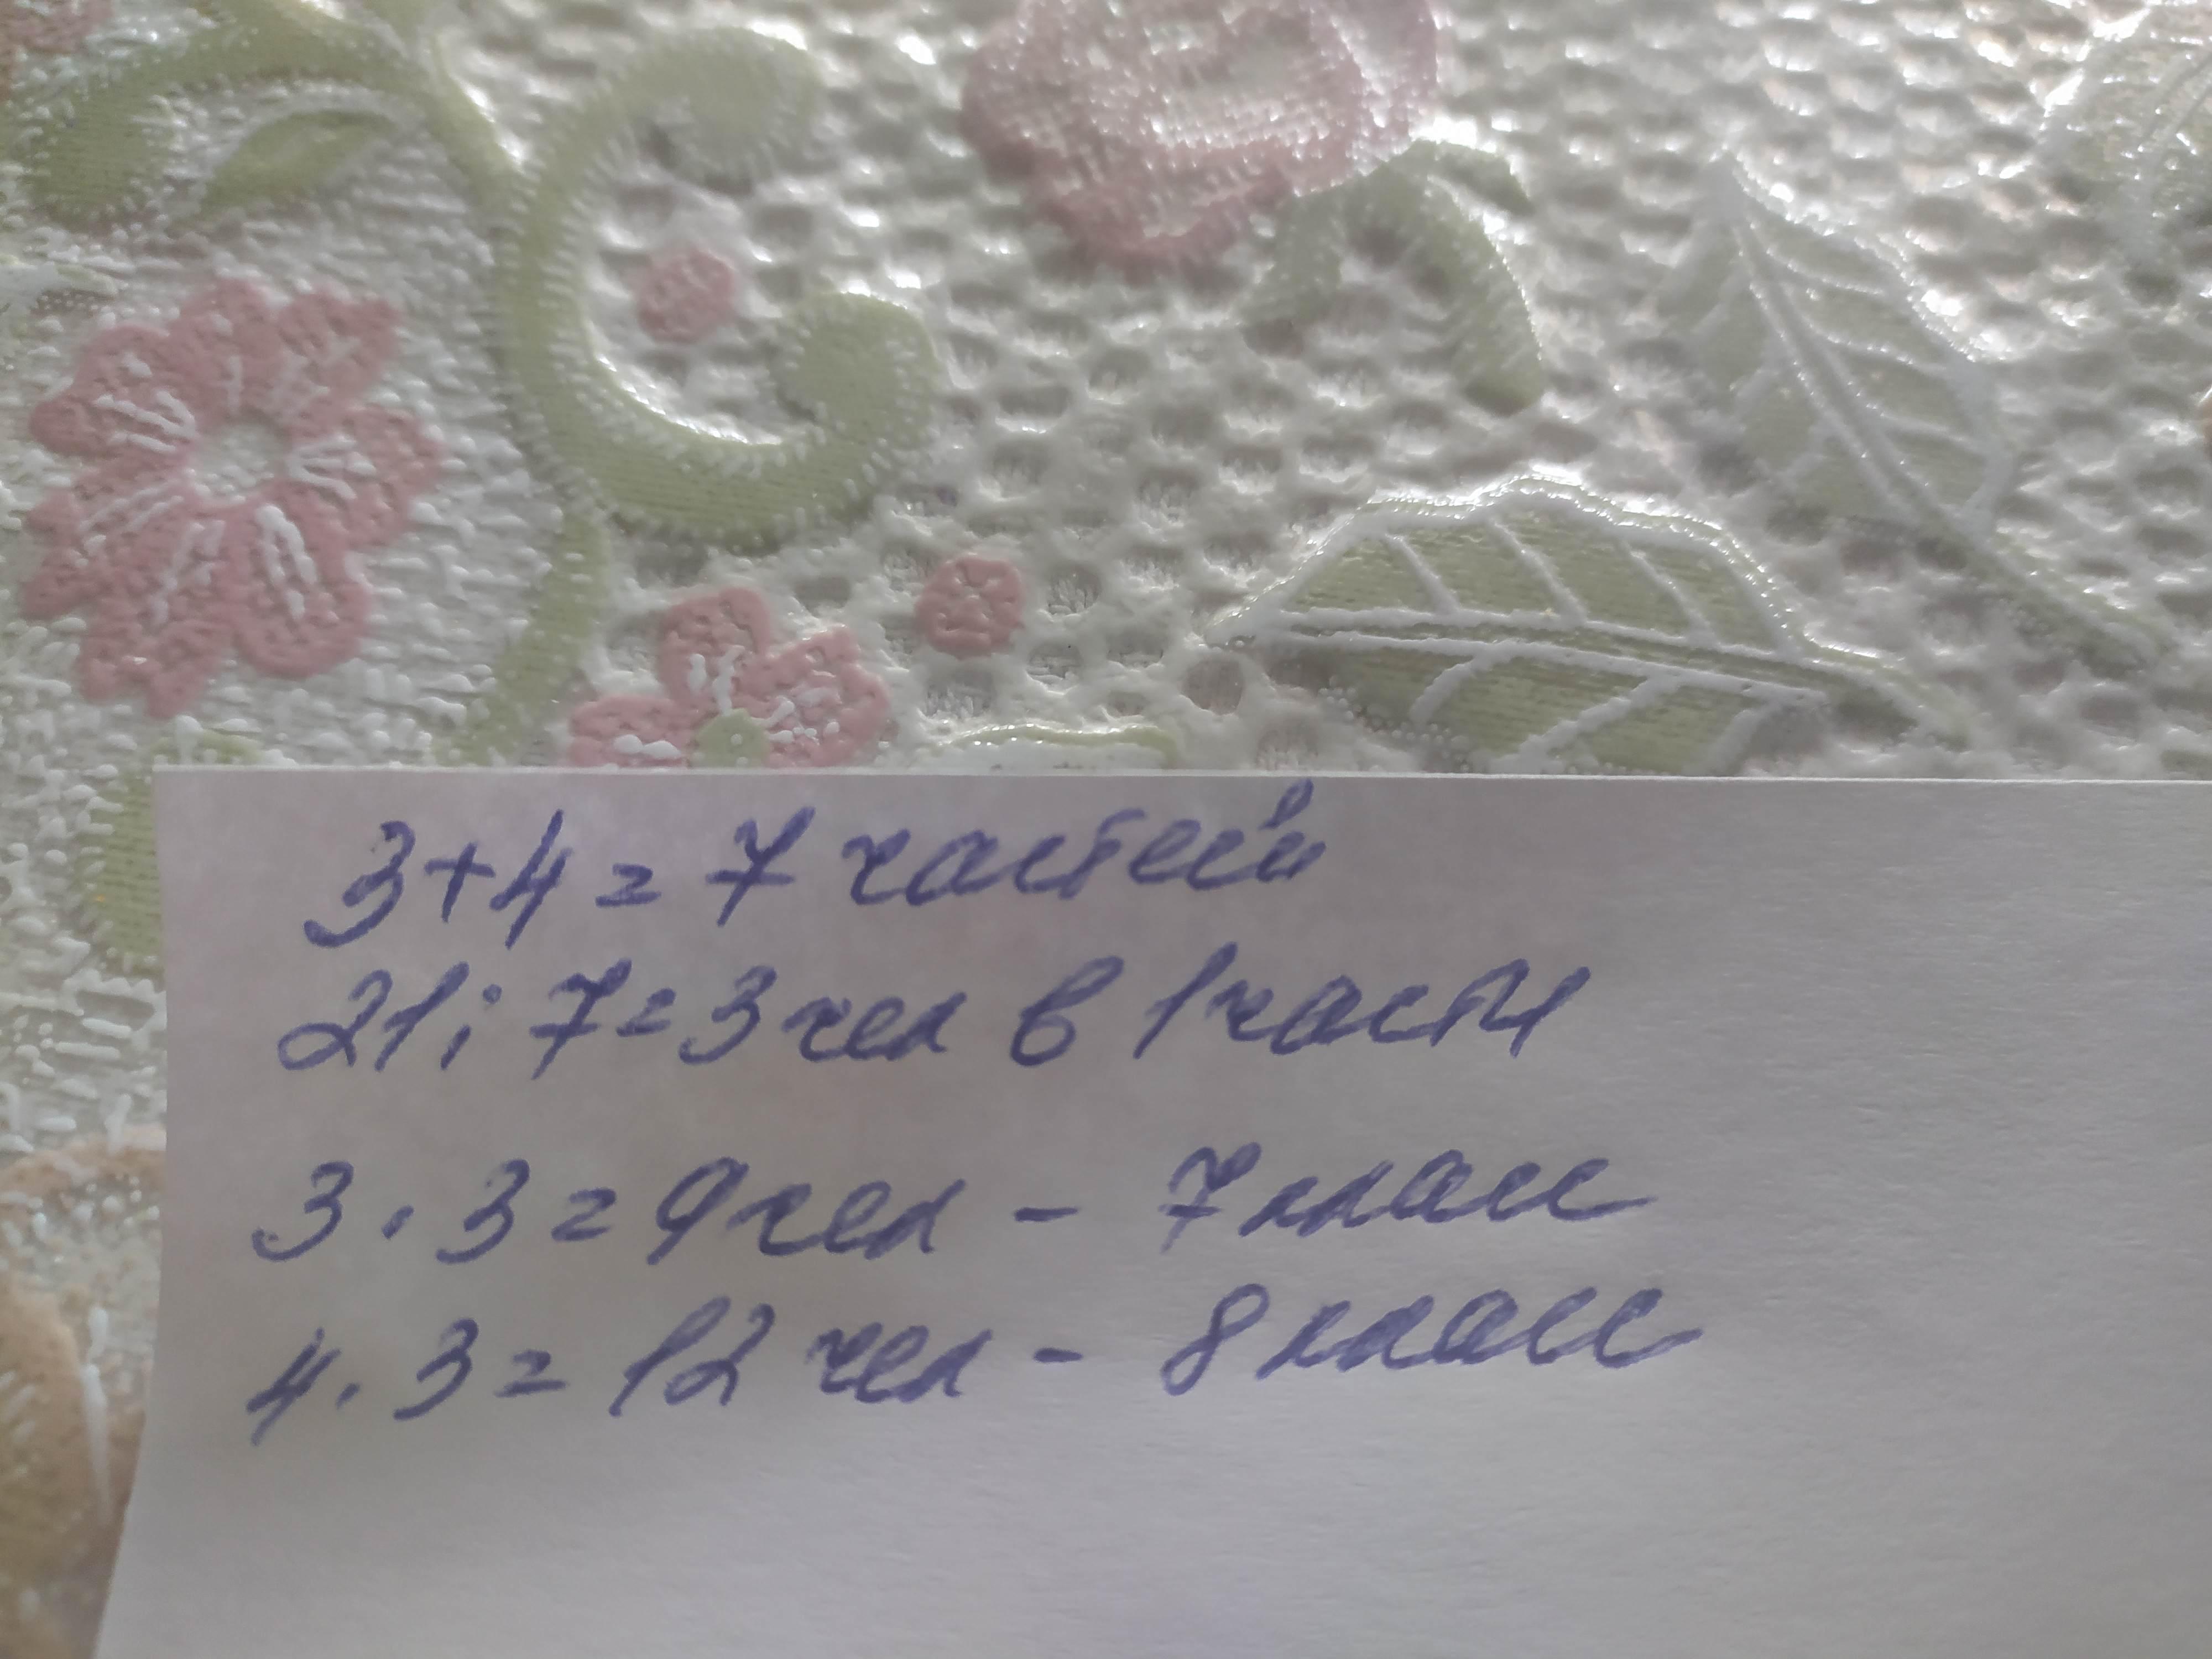 3+4=7 частей
21:7=3 чел в 1 части
3·3=9 чел - 7 класс
4·3=12 чел - 8 класс